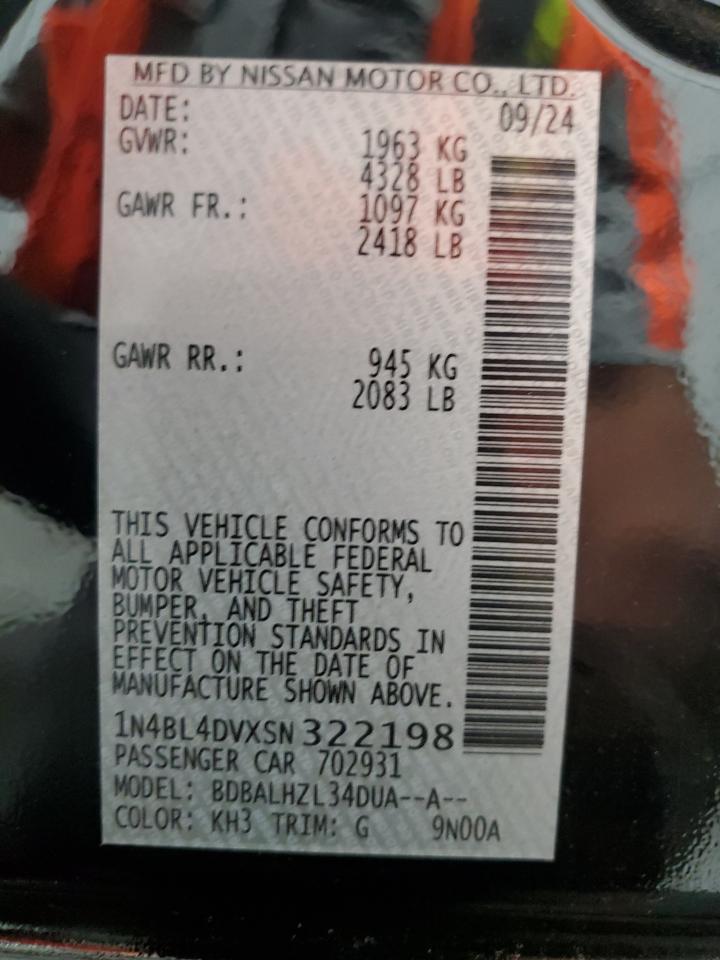 MFD BY NISSAN MOTOR CO., LTD.
DATE: 09/24
GVWR: 1963 KG
4328 LB
GAWR FR.: 1097 KG
2418 LB
GAWR RR.: 945 KG
2083 LB
THIS VEHICLE CONFORMS TO
ALL APPLICABLE FEDERAL
MOTOR VEHICLE SAFETY,
BUMPER, AND THEFT
PREVENTION STANDARDS IN
EFFECT ON THE DATE OF
MANUFACTURE SHOWN ABOVE.
1N4BL4DVXSN 322198
PASSENGER CAR 702931
MODEL: BDBALHZL34DUA--A--
COLOR: KH3 TRIM: G 9N00A